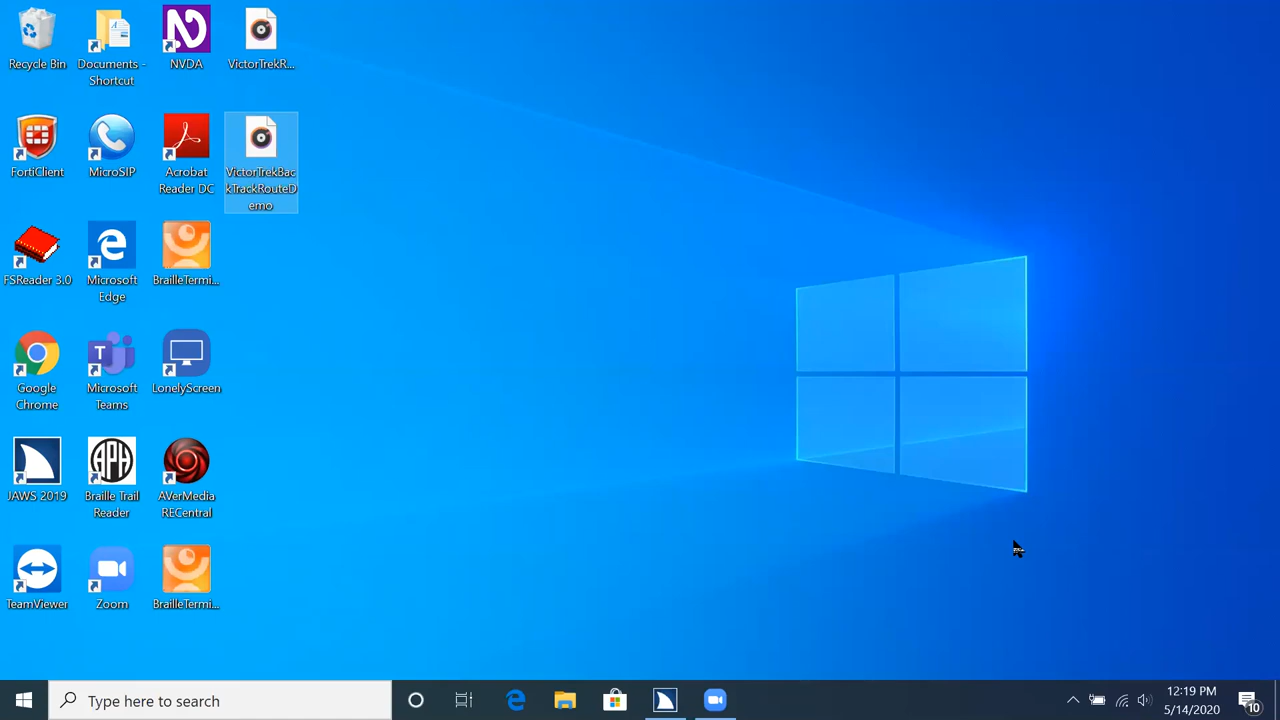 Recycle Bin
Documents -
Shortcut
NVDA
VictorTrekR...
FortiClient
MicroSIP
Acrobat
Reader DC
VictorTrekBac
kTrackRouteD
emo
FSReader 3.0
Microsoft
Edge
BrailleTermi...
Google
Chrome
T
Microsoft
Teams
LonelyScreen
JAWS 2019
APH
Braille Trail
Reader
AVerMedia
RECentral
TeamViewer
Zoom
BrailleTermi...
Type here to search
12:19 PM
5/14/2020
10